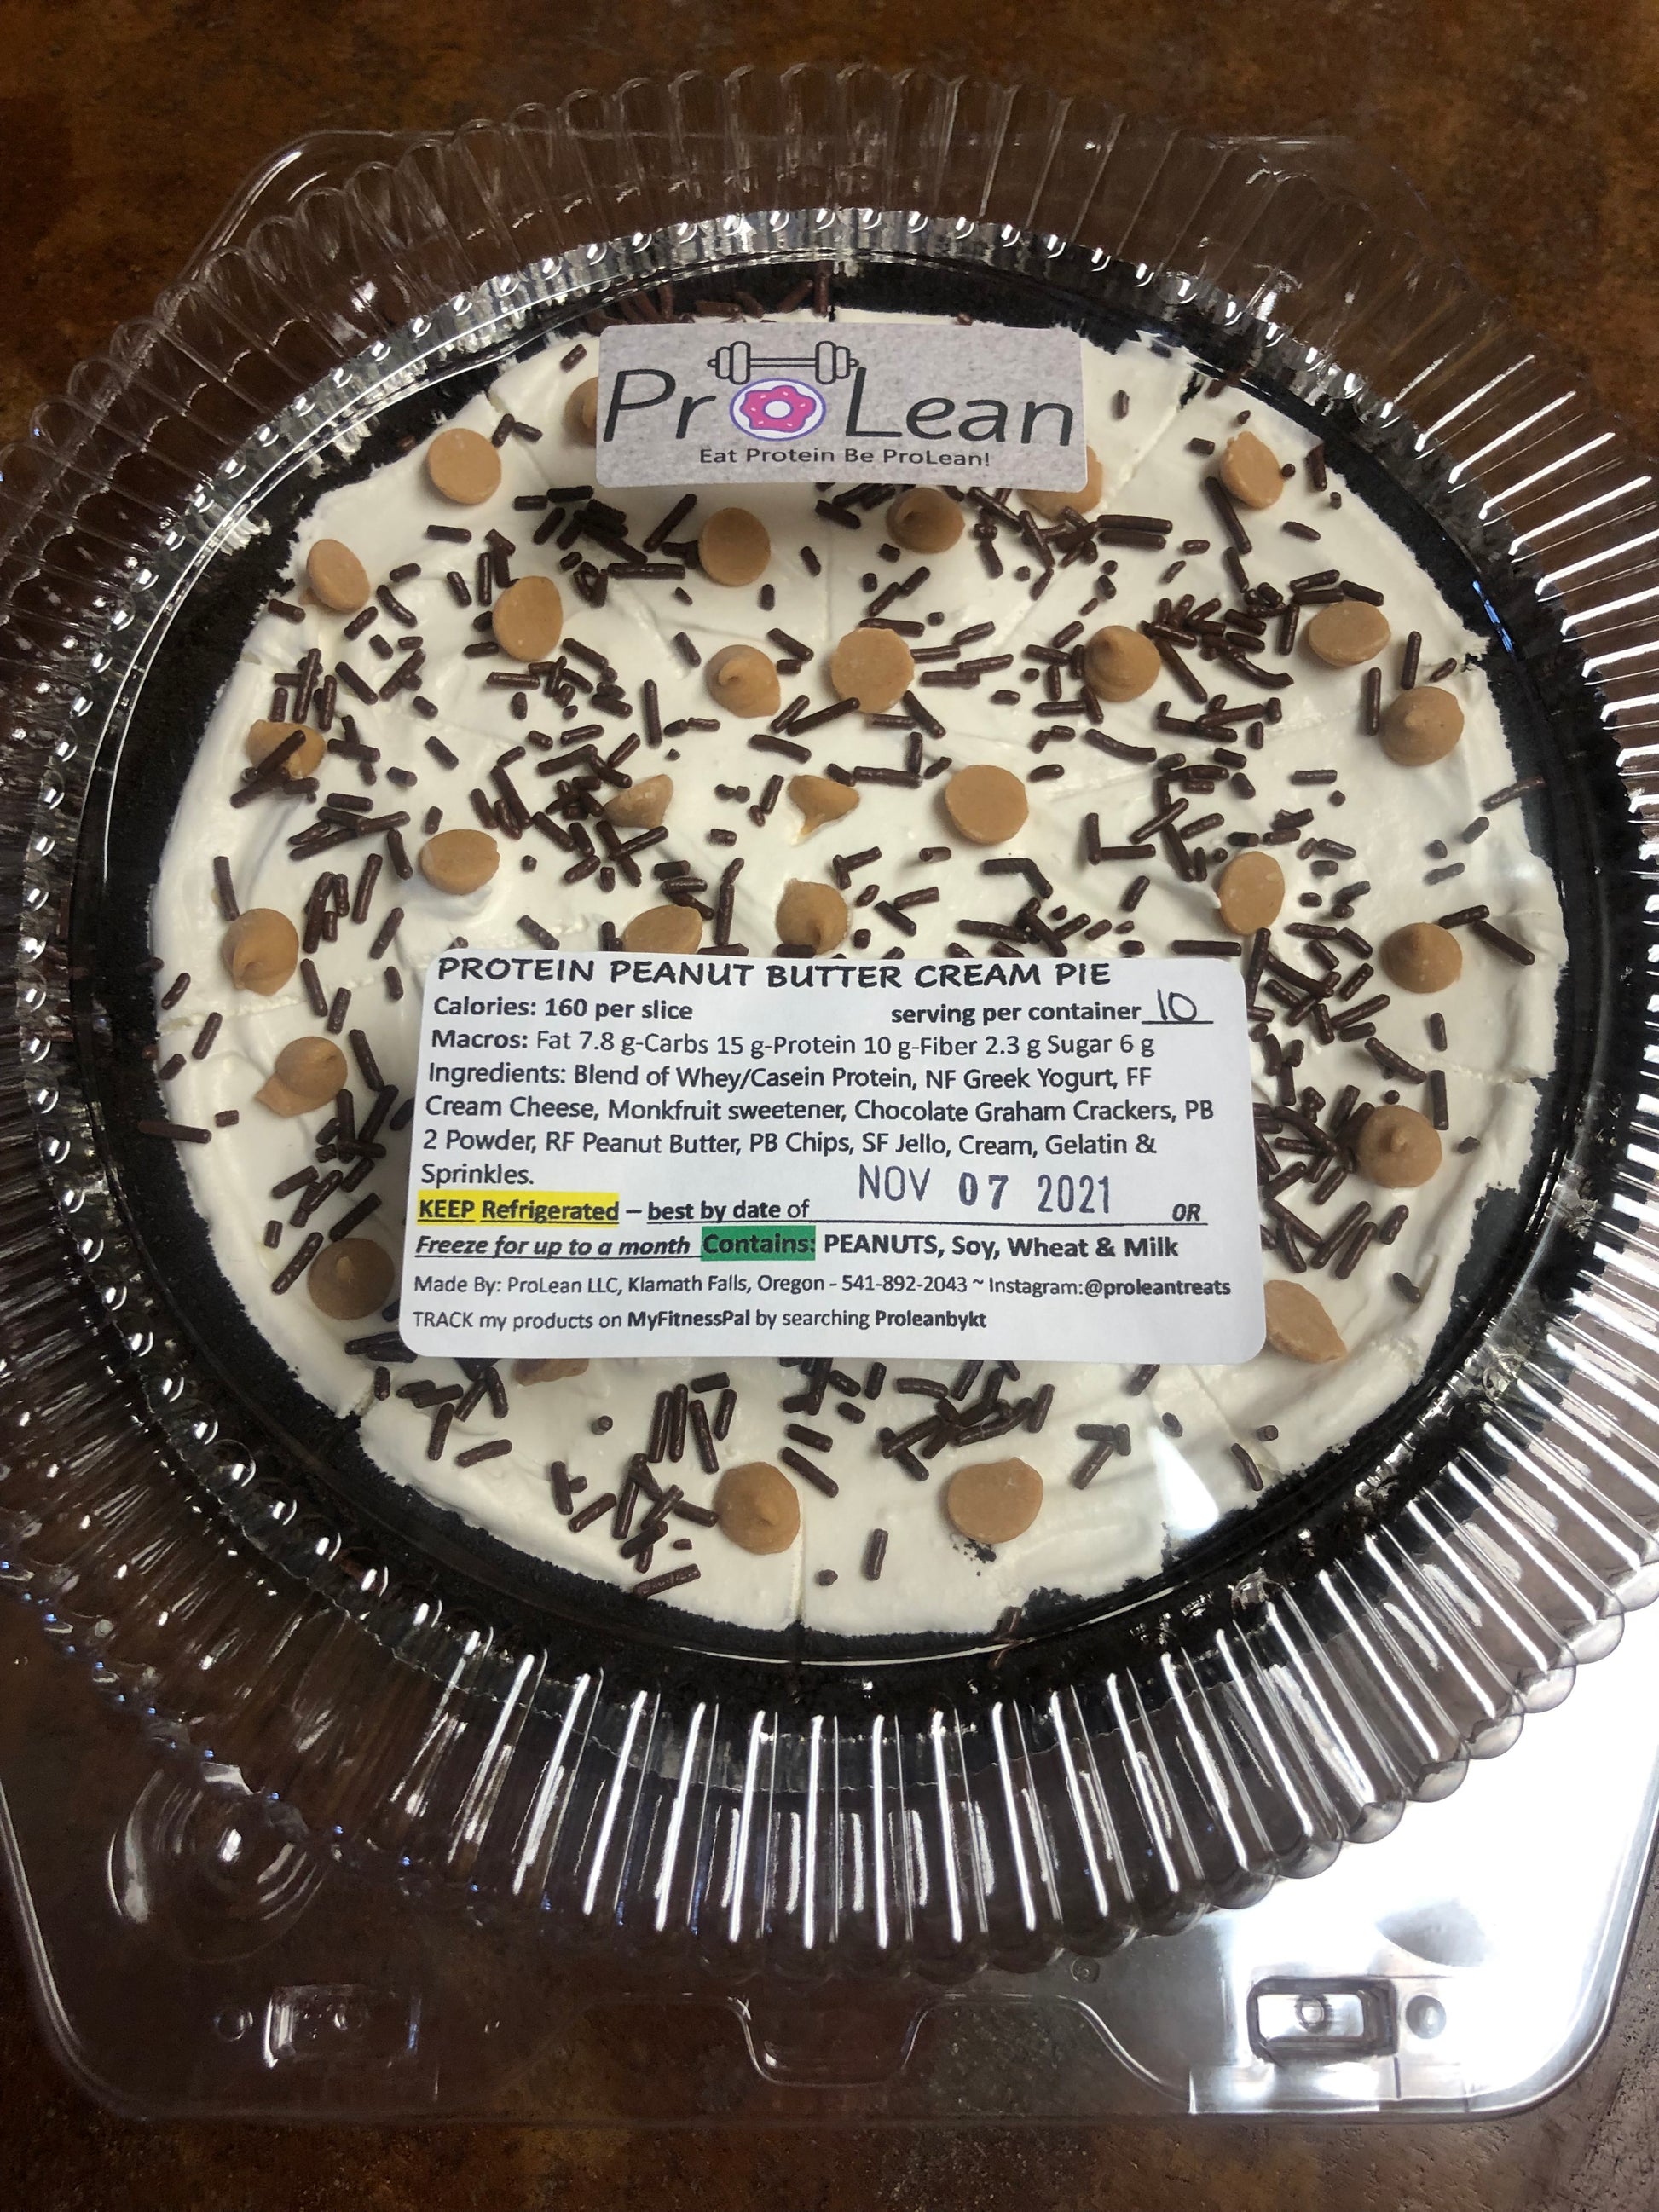 Pr Lean
Eat Protein Be ProLean!
PROTEIN PEANUT BUTTER CREAM PIE
Calories: 160 per slice serving per container 10
Macros: Fat 7.8 g-Carbs 15 g-Protein 10 g-Fiber 2.3 g Sugar 6 g
Ingredients: Blend of Whey/Casein Protein, NF Greek Yogurt, FF
Cream Cheese, Monkfruit sweetener, Chocolate Graham Crackers, PB
2 Powder, RF Peanut Butter, PB Chips, SF Jello, Cream, Gelatin &
Sprinkles.
KEEP Refrigerated – best by date of NOV 07 2021 OR
Freeze for up to a month Contains: PEANUTS, Soy, Wheat & Milk
Made By: ProLean LLC, Klamath Falls, Oregon - 541-892-2043 ~ Instagram:@proleantreats
TRACK my products on MyFitnessPal by searching Proleanbykt